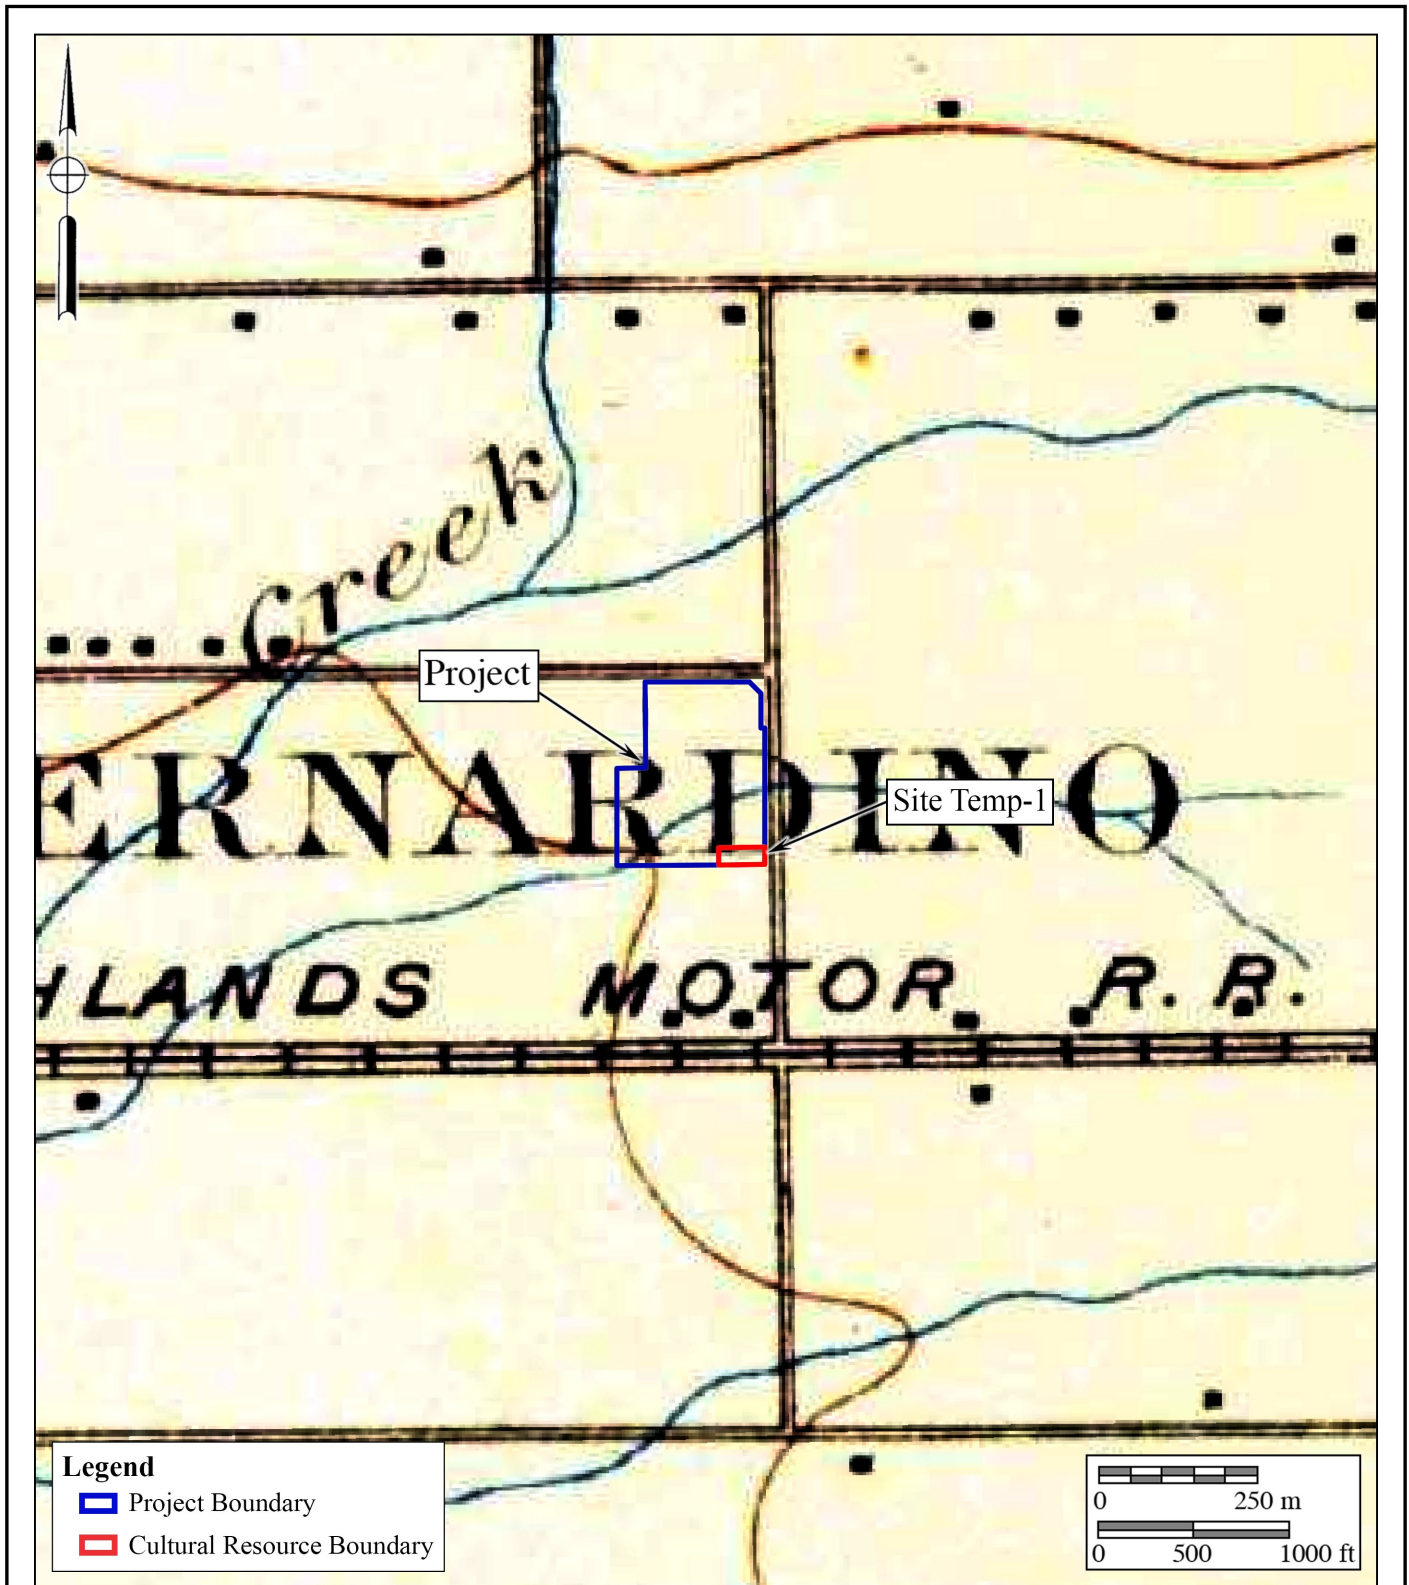 Creek
Project
ERNARDINO
Site Temp-1
HLANDS MOTOR R. R.
Legend
Project Boundary
Cultural Resource Boundary
0 250 m
0 500 1000 ft